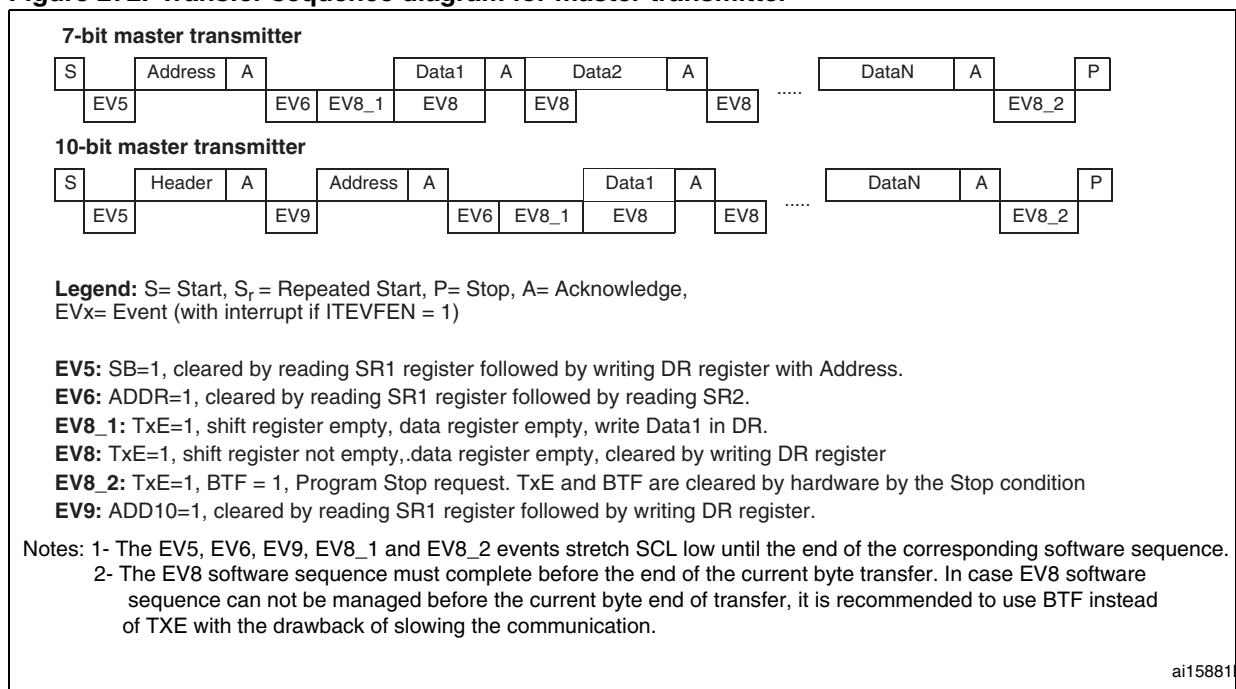 Figure 272. Transfer sequence diagram for master transmitter
7-bit master transmitter
S Address A Data1 A Data2 A ..... DataN A P
EV5 EV6 EV8_1 EV8 EV8 EV8 EV8_2
10-bit master transmitter
S Header A Address A Data1 A ..... DataN A P
EV5 EV9 EV6 EV8_1 EV8 EV8 EV8_2
Legend: S= Start, Sr = Repeated Start, P= Stop, A= Acknowledge,
EVx= Event (with interrupt if ITEVFEN = 1)
EV5: SB=1, cleared by reading SR1 register followed by writing DR register with Address.
EV6: ADDR=1, cleared by reading SR1 register followed by reading SR2.
EV8_1: TxE=1, shift register empty, data register empty, write Data1 in DR.
EV8: TxE=1, shift register not empty,.data register empty, cleared by writing DR register
EV8_2: TxE=1, BTF = 1, Program Stop request. TxE and BTF are cleared by hardware by the Stop condition
EV9: ADD10=1, cleared by reading SR1 register followed by writing DR register.
Notes: 1- The EV5, EV6, EV9, EV8_1 and EV8_2 events stretch SCL low until the end of the corresponding software sequence.
2- The EV8 software sequence must complete before the end of the current byte transfer. In case EV8 software
sequence can not be managed before the current byte end of transfer, it is recommended to use BTF instead
of TXE with the drawback of slowing the communication.
ai15881